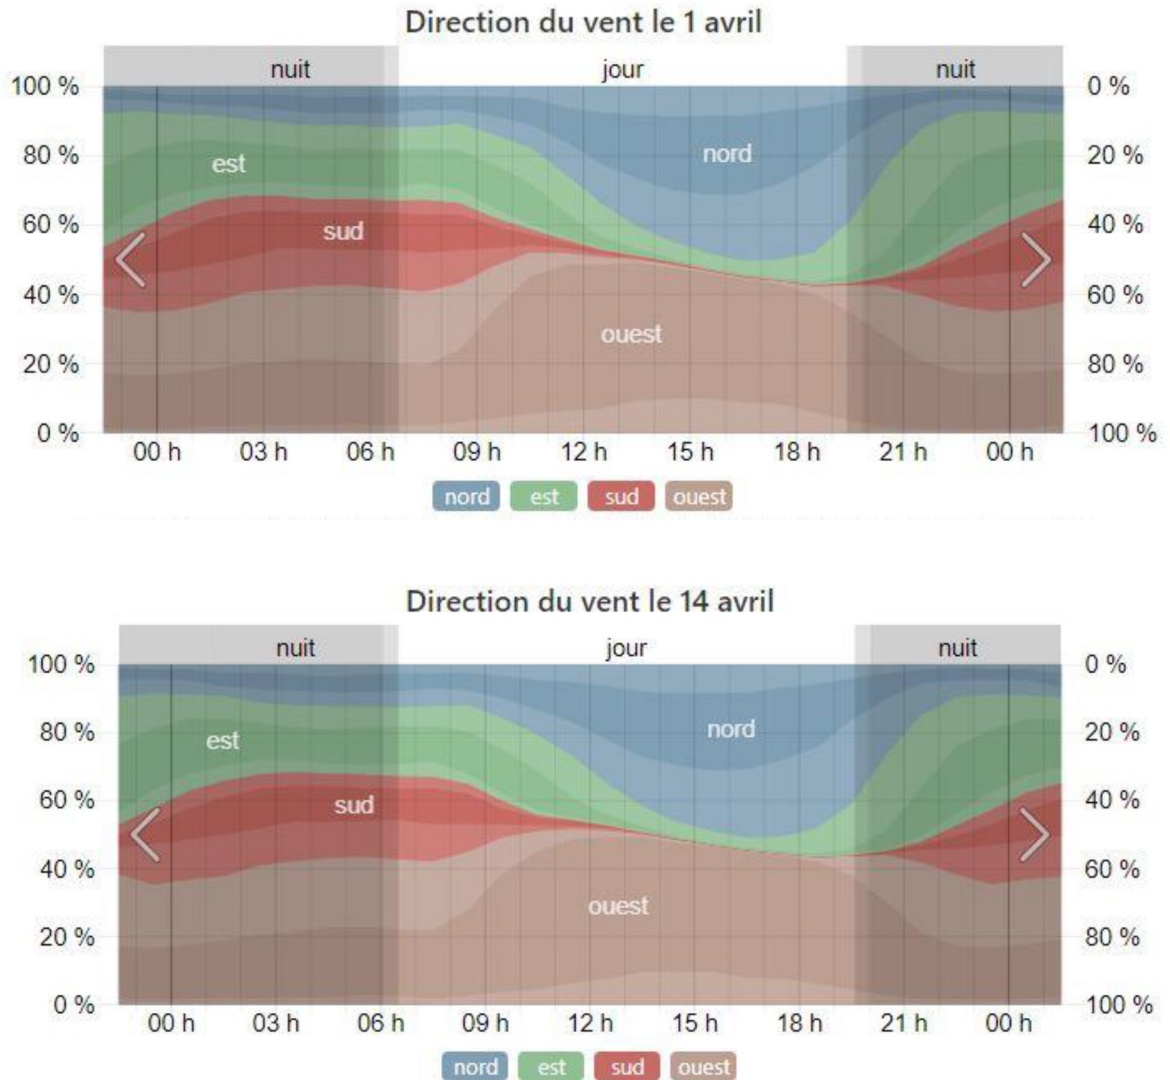 Direction du vent le 1 avril
nuit jour nuit
100 % 0 %
est nord
80 % 20 %
sud
60 % 40 %
40 % 60 %
ouest
20 % 80 %
0 % 100 %
00 h 03 h 06 h 09 h 12 h 15 h 18 h 21 h 00 h
nord est sud ouest
Direction du vent le 14 avril
nuit jour nuit
100 % 0 %
est nord
80 % 20 %
sud
60 % 40 %
40 % 60 %
ouest
20 % 80 %
0 % 100 %
00 h 03 h 06 h 09 h 12 h 15 h 18 h 21 h 00 h
nord est sud ouest